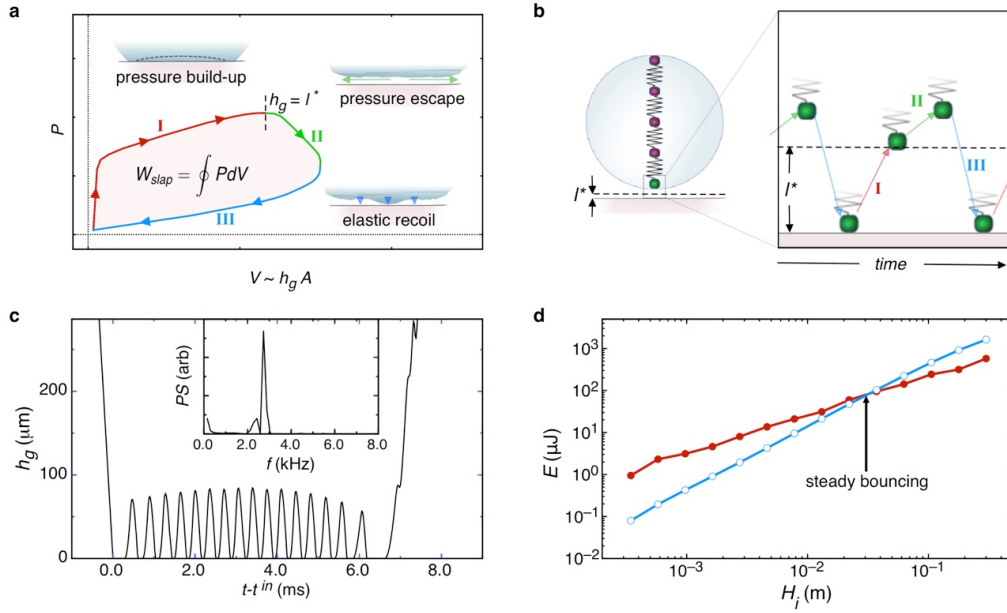 a
pressure build-up
h_g = l*
pressure escape
I
II
P
W_slap = ∮ PdV
III
elastic recoil
V ~ h_g A
b
l*
II
l*
I
III
time
c
200
100
0
h_g (μm)
PS (arb)
0.0 2.0 4.0 6.0 8.0
f (kHz)
0.0 2.0 4.0 6.0 8.0
t-t^in (ms)
d
10^3
10^2
10^1
10^0
10^-1
10^-2
E (μJ)
steady bouncing
10^-3 10^-2 10^-1
H_i (m)